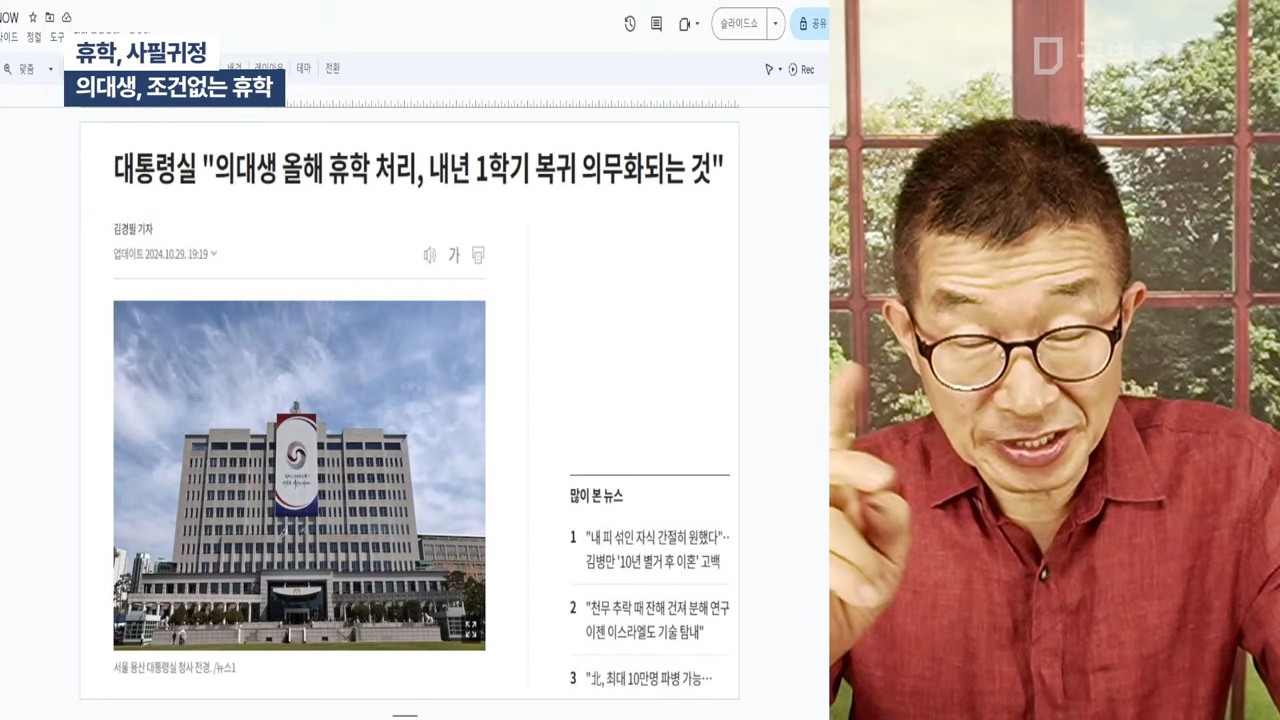 NOW
슬라이드쇼
공유
정렬
도구
휴학, 사필귀정
맞춤
테마
전환
Rec
의대생, 조건없는 휴학
대통령실 "의대생 올해 휴학 처리, 내년 1학기 복귀 의무화되는 것"
김경필 기자
업데이트 2024.10.29. 19:19
가
많이 본 뉴스
1 "내 피 섞인 자식 간절히 원했다"··
김병만 '10년 별거 후 이혼' 고백
2 "천무 추락 때 잔해 건져 분해 연구
이젠 이스라엘도 기술 탐내"
3 "北, 최대 10만명 파병 가능···
서울 용산 대통령실 청사 전경. /뉴스1